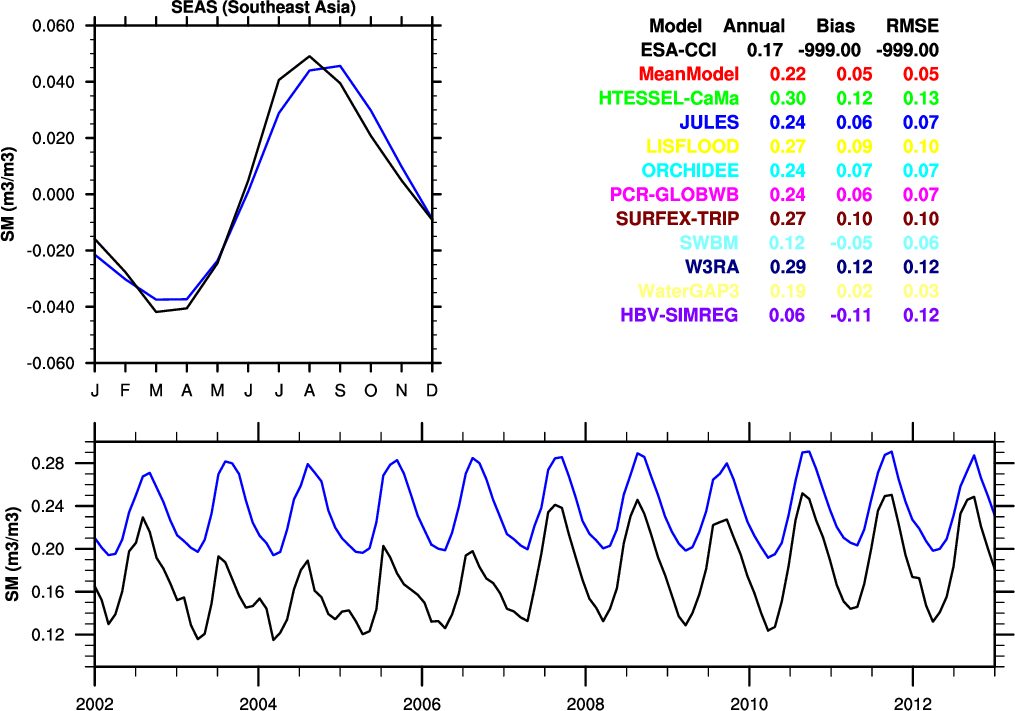 SEAS (Southeast Asia)
0.060
0.040
0.020
0.000
-0.020
-0.040
-0.060
SM (m3/m3)
J F M A M J J A S O N D
Model Annual Bias RMSE
ESA-CCI 0.17 -999.00 -999.00
MeanModel 0.22 0.05 0.05
HTESSEL-CaMa 0.30 0.12 0.13
JULES 0.24 0.06 0.07
LISFLOOD 0.27 0.09 0.10
ORCHIDEE 0.24 0.07 0.07
PCR-GLOBWB 0.24 0.06 0.07
SURFEX-TRIP 0.27 0.10 0.10
SWBM 0.12 -0.05 0.06
W3RA 0.29 0.12 0.12
WaterGAP3 0.19 0.02 0.03
HBV-SIMREG 0.06 -0.11 0.12
0.28
0.24
0.20
0.16
0.12
SM (m3/m3)
2002 2004 2006 2008 2010 2012